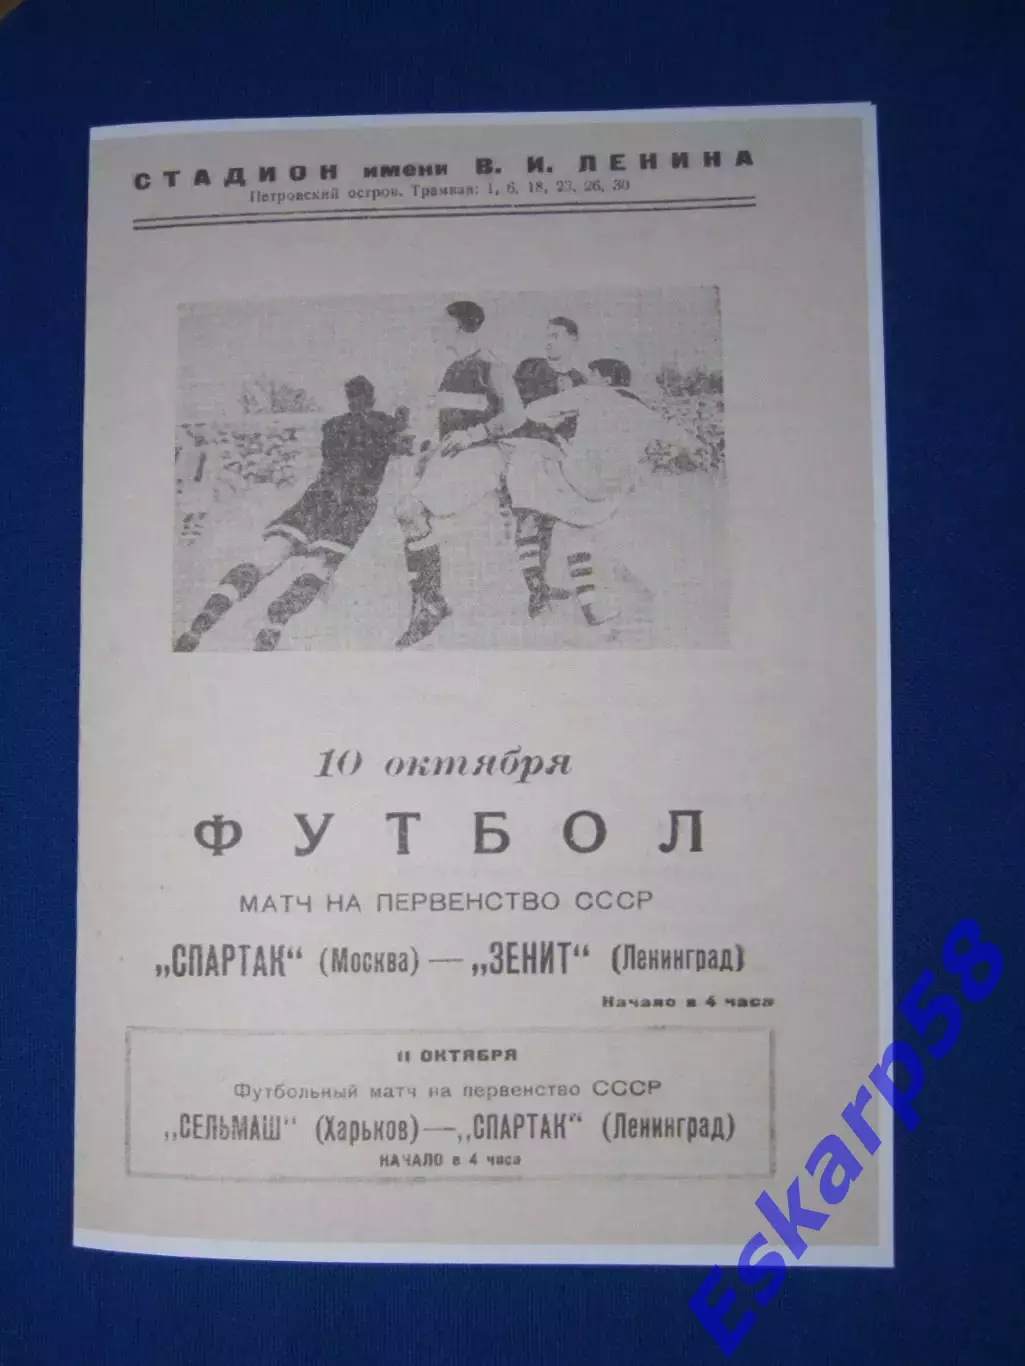 СТАДИОН имени В. И. ЛЕНИНА
Петровский остров. Трамваи: 1, 6, 18, 23, 26, 30
10 октября
ФУТБОЛ
МАТЧ НА ПЕРВЕНСТВО СССР
„СПАРТАК“ (Москва) — „ЗЕНИТ“ (Ленинград)
Начало в 4 часа
11 ОКТЯБРЯ
Футбольный матч на первенство СССР
„СЕЛЬМАШ“ (Харьков) — „СПАРТАК“ (Ленинград)
НАЧАЛО в 4 часа
Eskarp58